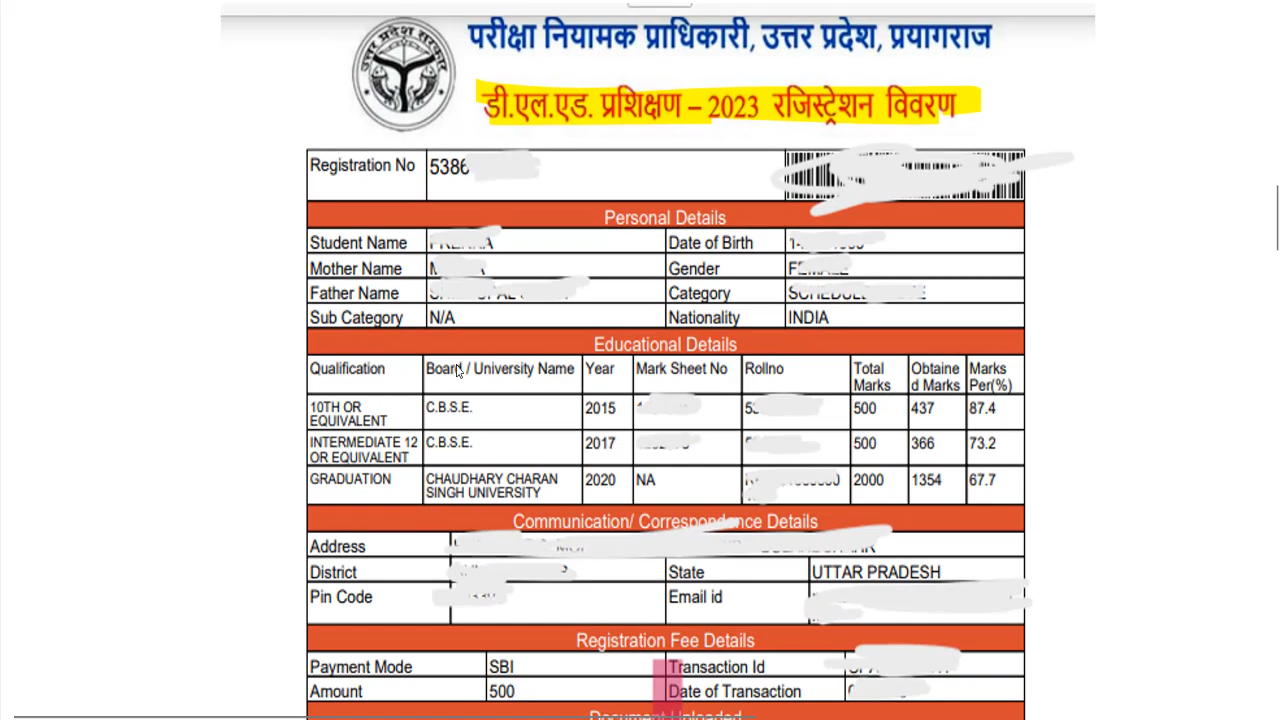 परीक्षा नियामक प्राधिकारी, उत्तर प्रदेश, प्रयागराज
उत्तर प्रदेश सरकार
डी.एल.एड. प्रशिक्षण – 2023 रजिस्ट्रेशन विवरण
Registration No 5386
Personal Details
Student Name Date of Birth
Mother Name Gender FEMALE
Father Name Category
Sub Category N/A Nationality INDIA
Educational Details
Qualification Board / University Name Year Mark Sheet No Rollno Total Marks Obtained Marks Marks Per(%)
10TH OR EQUIVALENT C.B.S.E. 2015 500 437 87.4
INTERMEDIATE 12 OR EQUIVALENT C.B.S.E. 2017 500 366 73.2
GRADUATION CHAUDHARY CHARAN SINGH UNIVERSITY 2020 NA 2000 1354 67.7
Communication/ Correspondence Details
Address
District State UTTAR PRADESH
Pin Code Email id
Registration Fee Details
Payment Mode SBI Transaction Id
Amount 500 Date of Transaction
Document Uploaded